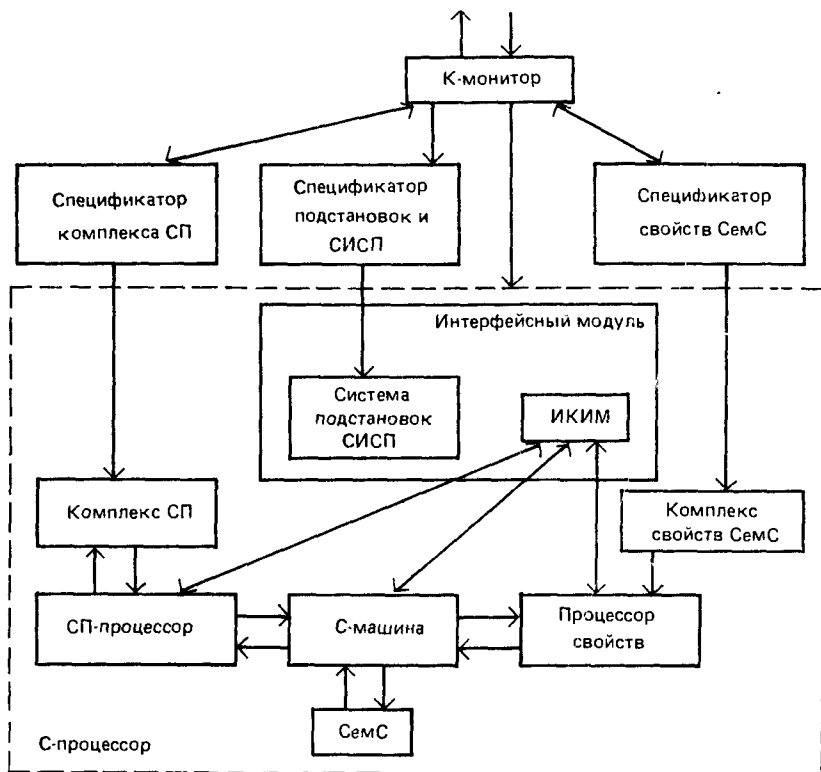 К-монитор
Спецификатор
комплекса СП
Спецификатор
подстановок и
СИСП
Спецификатор
свойств СемС
Интерфейсный модуль
Система
подстановок
СИСП
ИКИМ
Комплекс СП
Комплекс
свойств СемС
СП-процессор
С-машина
Процессор
свойств
СемС
С-процессор